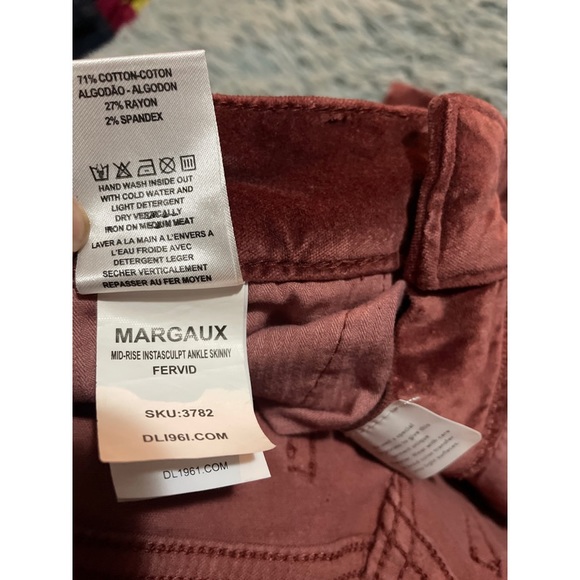 71% COTTON-COTON
ALGODÃO - ALGODON
27% RAYON
2% SPANDEX
HAND WASH INSIDE OUT
WITH COLD WATER AND
LIGHT DETERGENT
DRY VERTICALLY
IRON ON MEDIUM HEAT
LAVER A LA MAIN A L'ENVERS A
L'EAU FROIDE AVEC
DETERGENT LEGER
SECHER VERTICALEMENT
REPASSER AU FER MOYEN
MARGAUX
MID-RISE INSTASCULPT ANKLE SKINNY
FERVID
SKU:3782
DL1961.COM
DL1961.COM